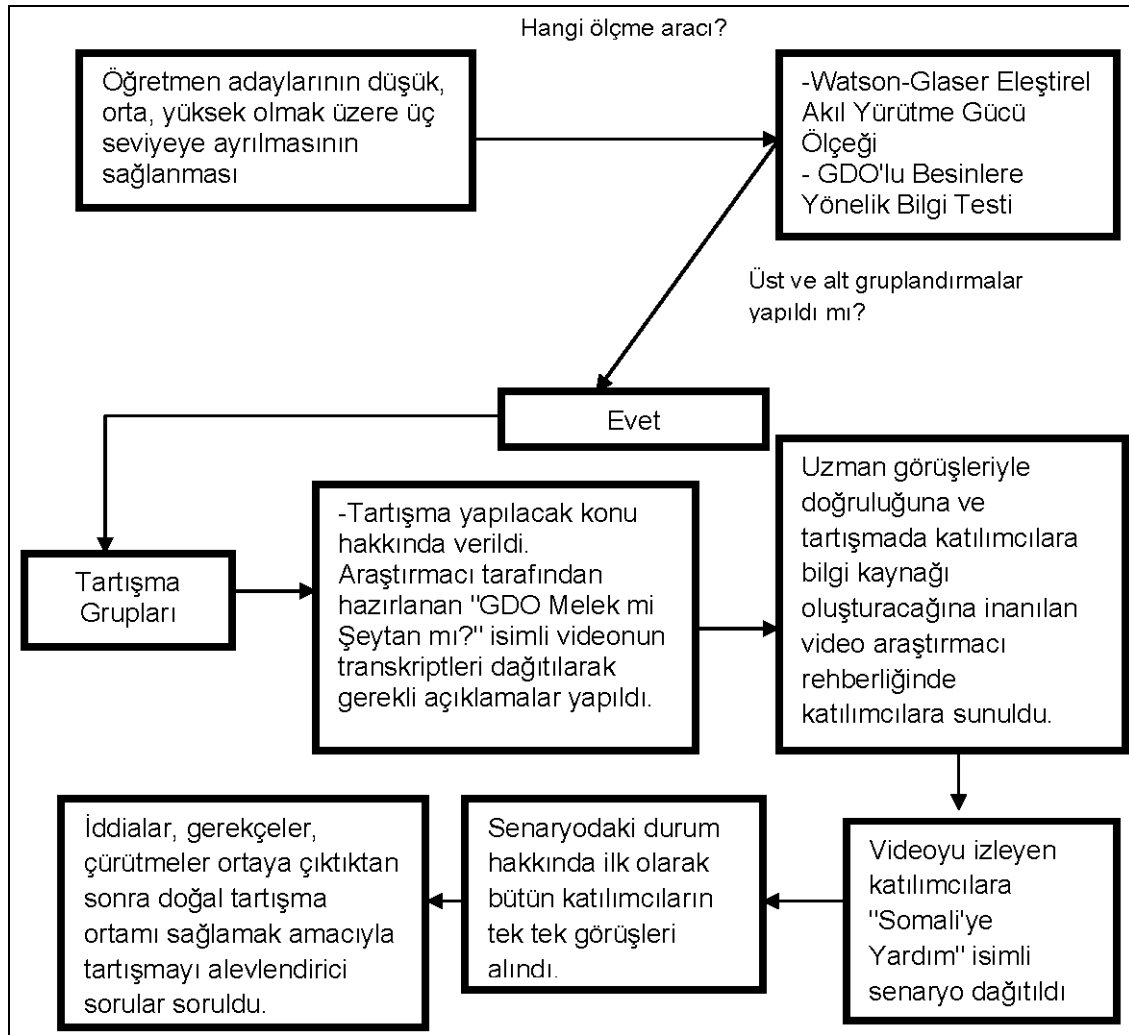 Hangi ölçme aracı?
Öğretmen adaylarının düşük,
orta, yüksek olmak üzere üç
seviyeye ayrılmasının
sağlanması
-Watson-Glaser Eleştirel
Akıl Yürütme Gücü
Ölçeği
- GDO'lu Besinlere
Yönelik Bilgi Testi
Üst ve alt gruplandırmalar
yapıldı mı?
Evet
Tartışma
Grupları
-Tartışma yapılacak konu
hakkında verildi.
Araştırmacı tarafından
hazırlanan "GDO Melek mi
Şeytan mı?" isimli videonun
transkriptleri dağıtılarak
gerekli açıklamalar yapıldı.
Uzman görüşleriyle
doğruluğuna ve
tartışmada katılımcılara
bilgi kaynağı
oluşturacağına inanılan
video araştırmacı
rehberliğinde
katılımcılara sunuldu.
Videoyu izleyen
katılımcılara
"Somali'ye
Yardım" isimli
senaryo dağıtıldı
Senaryodaki durum
hakkında ilk olarak
bütün katılımcıların
tek tek görüşleri
alındı.
İddialar, gerekçeler,
çürütmeler ortaya çıktıktan
sonra doğal tartışma
ortamı sağlamak amacıyla
tartışmayı alevlendirici
sorular soruldu.